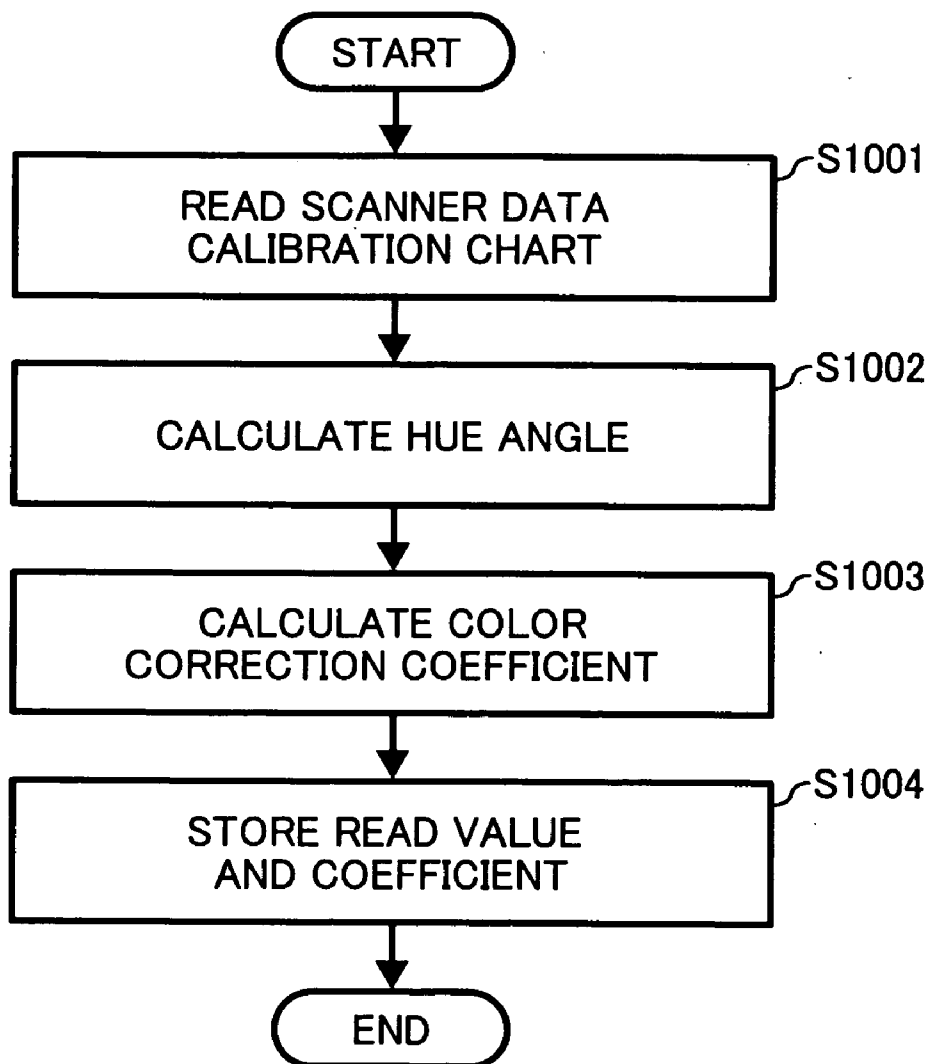 START
S1001
READ SCANNER DATA
CALIBRATION CHART
S1002
CALCULATE HUE ANGLE
S1003
CALCULATE COLOR
CORRECTION COEFFICIENT
S1004
STORE READ VALUE
AND COEFFICIENT
END